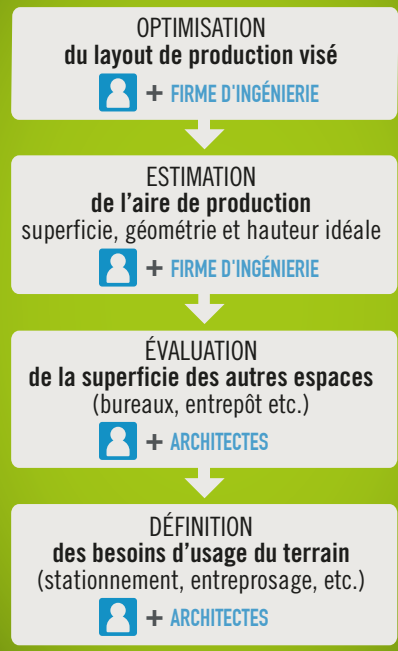 OPTIMISATION
du layout de production visé
+ FIRME D'INGÉNIERIE
ESTIMATION
de l'aire de production
superficie, géométrie et hauteur idéale
+ FIRME D'INGÉNIERIE
ÉVALUATION
de la superficie des autres espaces
(bureaux, entrepôt etc.)
+ ARCHITECTES
DÉFINITION
des besoins d'usage du terrain
(stationnement, entreprosage, etc.)
+ ARCHITECTES